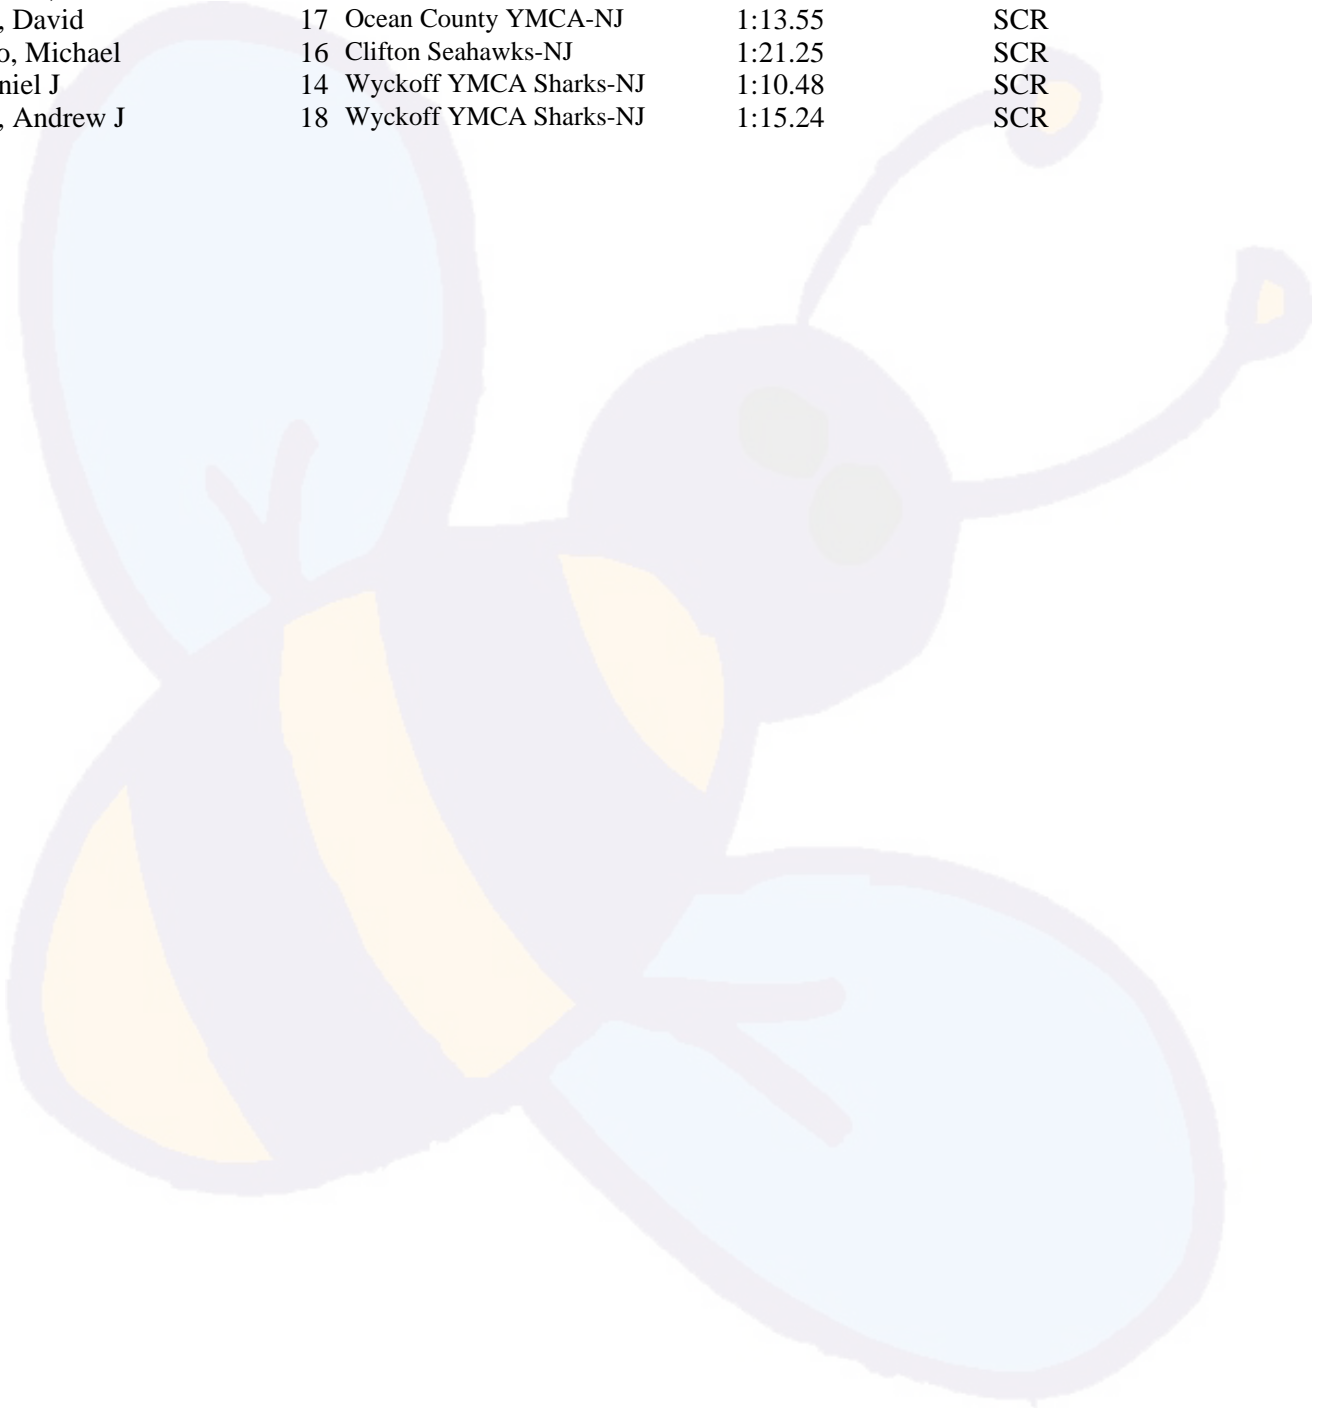 , David 17 Ocean County YMCA-NJ 1:13.55 SCR
o, Michael 16 Clifton Seahawks-NJ 1:21.25 SCR
niel J 14 Wyckoff YMCA Sharks-NJ 1:10.48 SCR
, Andrew J 18 Wyckoff YMCA Sharks-NJ 1:15.24 SCR